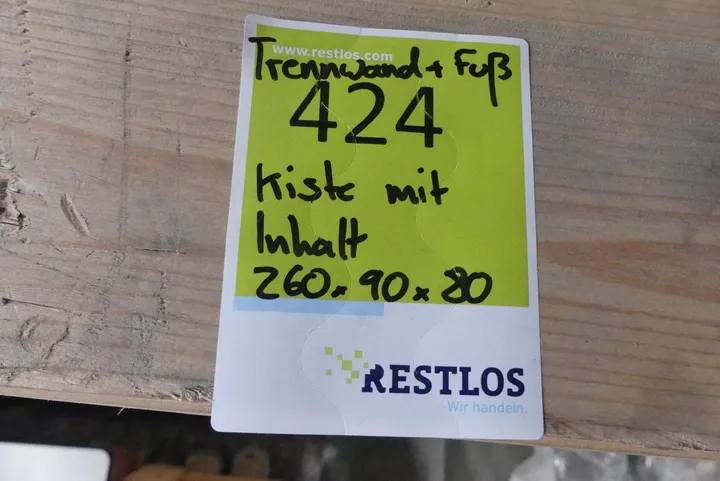 www.restlos.com
Trennwand + Fuß
424
Kiste mit
Inhalt
260 x 90 x 80
RESTLOS
Wir handeln.